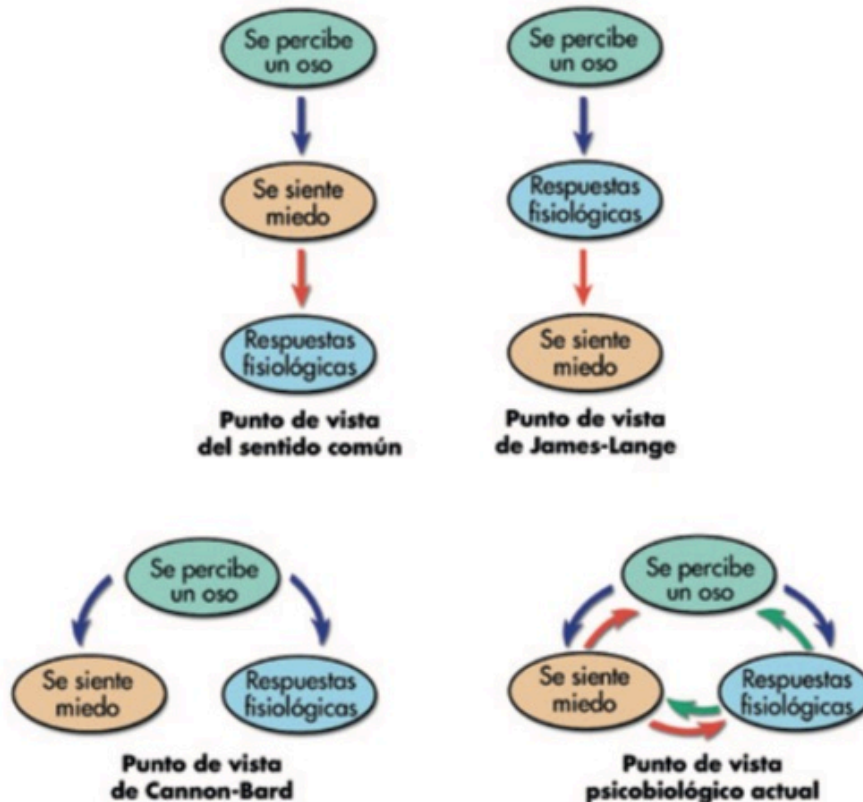 Se percibe
un oso
Se siente
miedo
Respuestas
fisiológicas
Punto de vista
del sentido común
Se percibe
un oso
Respuestas
fisiológicas
Se siente
miedo
Punto de vista
de James-Lange
Se percibe
un oso
Se siente
miedo
Respuestas
fisiológicas
Punto de vista
de Cannon-Bard
Se percibe
un oso
Se siente
miedo
Respuestas
fisiológicas
Punto de vista
psicobiológico actual